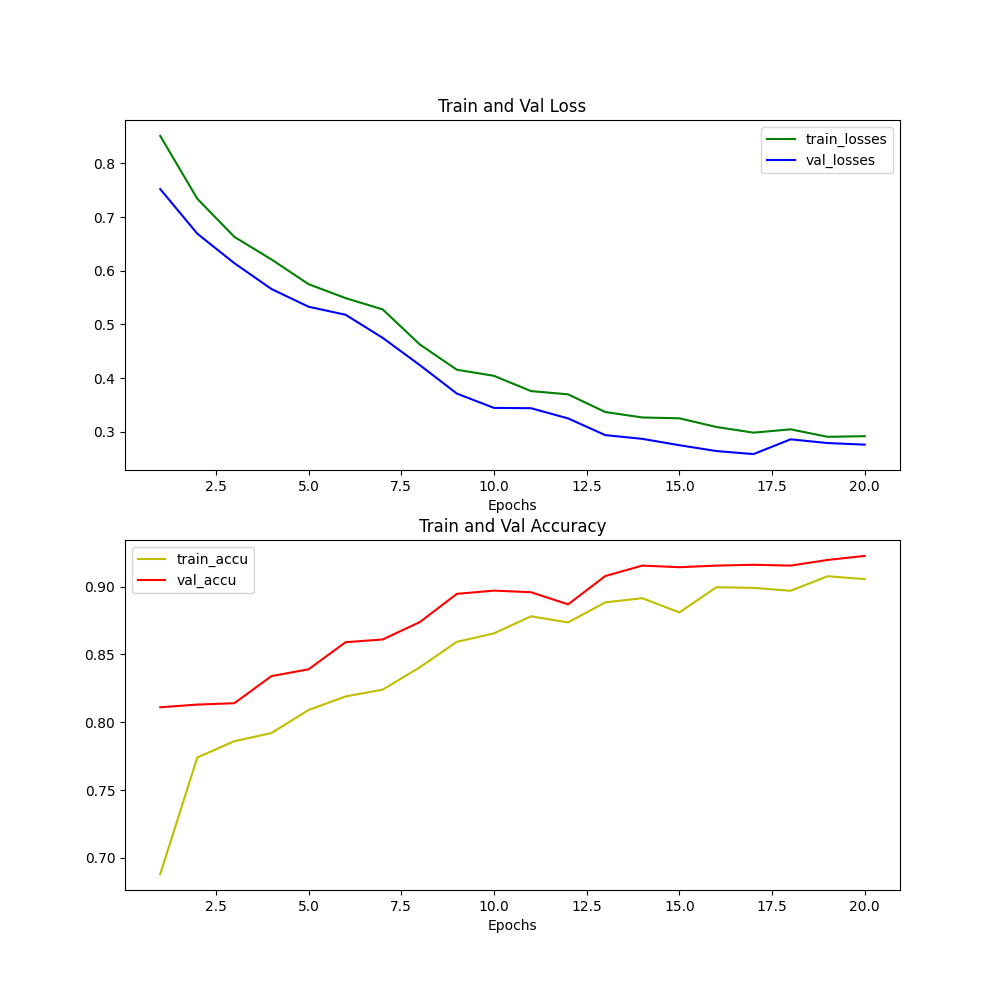 Train and Val Loss
train_losses
val_losses
0.8
0.7
0.6
0.5
0.4
0.3
2.5 5.0 7.5 10.0 12.5 15.0 17.5 20.0
Epochs
Train and Val Accuracy
train_accu
val_accu
0.90
0.85
0.80
0.75
0.70
2.5 5.0 7.5 10.0 12.5 15.0 17.5 20.0
Epochs